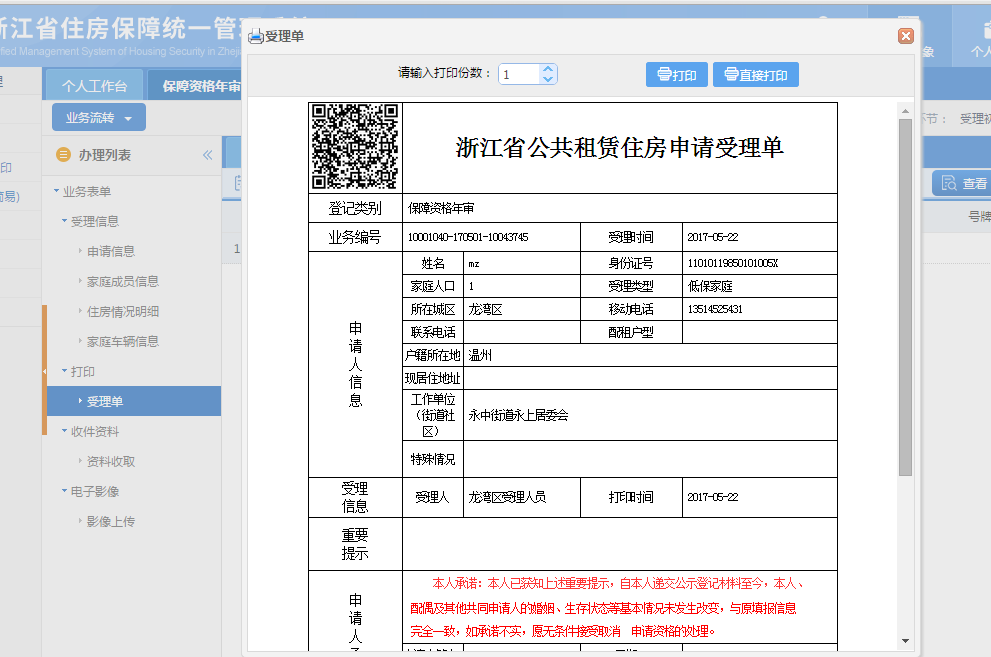 浙江省住房保障统一管
fied Management System of Housing Security in Zheji
受理单
请输入打印份数：
1
打印
直接打印
个人工作台
保障资格年审
业务流转
办理列表
业务表单
受理信息
申请信息
家庭成员信息
住房情况明细
家庭车辆信息
打印
受理单
收件资料
资料收取
电子影像
影像上传
理
印
简易)
1
象
个人
环节： 受理初
查看
号牌
浙江省公共租赁住房申请受理单
登记类别 保障资格年审
业务编号 10001040-170501-10043745 受理时间 2017-05-22
申请人信息
姓名 mz 身份证号 11010119850101005X
家庭人口 1 受理类型 低保家庭
所在城区 龙湾区 移动电话 13514525431
联系电话 配租户型
户籍所在地 温州
现居住地址
工作单位
（街道社
区）
永中街道永上居委会
特殊情况
受理
信息
受理人 龙湾区受理人员 打印时间 2017-05-22
重要
提示
申请人
本人承诺：本人已获知上述重要提示，自本人递交公示登记材料至今，本人、
配偶及其他共同申请人的婚姻、生存状态等基本情况未发生改变，与原填报信息
完全一致，如承诺不实，愿无条件接受取消 申请资格的处理。